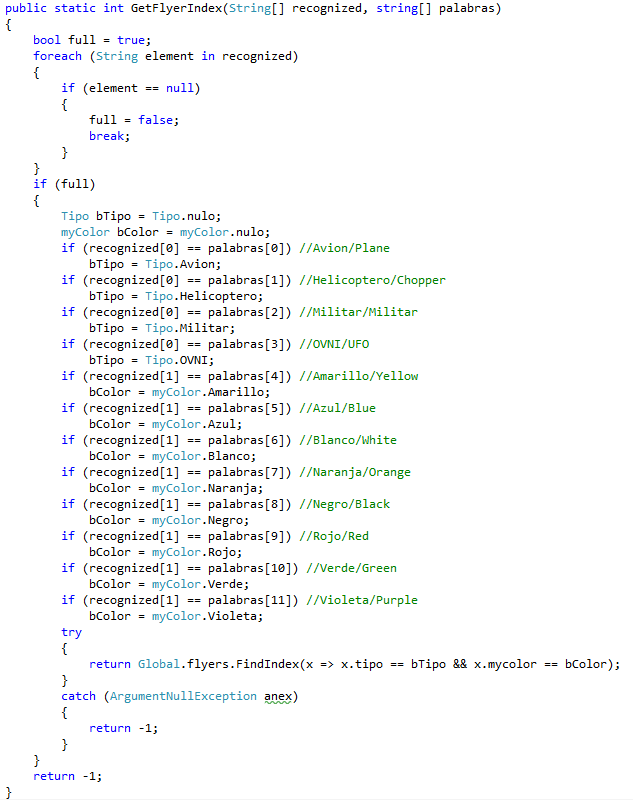 public static int GetFlyerIndex(String[] recognized, string[] palabras)
{
    bool full = true;
    foreach (String element in recognized)
    {
        if (element == null)
        {
            full = false;
            break;
        }
    }
    if (full)
    {
        Tipo bTipo = Tipo.nulo;
        myColor bColor = myColor.nulo;
        if (recognized[0] == palabras[0]) //Avion/Plane
            bTipo = Tipo.Avion;
        if (recognized[0] == palabras[1]) //Helicoptero/Chopper
            bTipo = Tipo.Helicoptero;
        if (recognized[0] == palabras[2]) //Militar/Militar
            bTipo = Tipo.Militar;
        if (recognized[0] == palabras[3]) //OVNI/UFO
            bTipo = Tipo.OVNI;
        if (recognized[1] == palabras[4]) //Amarillo/Yellow
            bColor = myColor.Amarillo;
        if (recognized[1] == palabras[5]) //Azul/Blue
            bColor = myColor.Azul;
        if (recognized[1] == palabras[6]) //Blanco/White
            bColor = myColor.Blanco;
        if (recognized[1] == palabras[7]) //Naranja/Orange
            bColor = myColor.Naranja;
        if (recognized[1] == palabras[8]) //Negro/Black
            bColor = myColor.Negro;
        if (recognized[1] == palabras[9]) //Rojo/Red
            bColor = myColor.Rojo;
        if (recognized[1] == palabras[10]) //Verde/Green
            bColor = myColor.Verde;
        if (recognized[1] == palabras[11]) //Violeta/Purple
            bColor = myColor.Violeta;
        try
        {
            return Global.flyers.FindIndex(x => x.tipo == bTipo && x.mycolor == bColor);
        }
        catch (ArgumentNullException anex)
        {
            return -1;
        }
    }
    return -1;
}